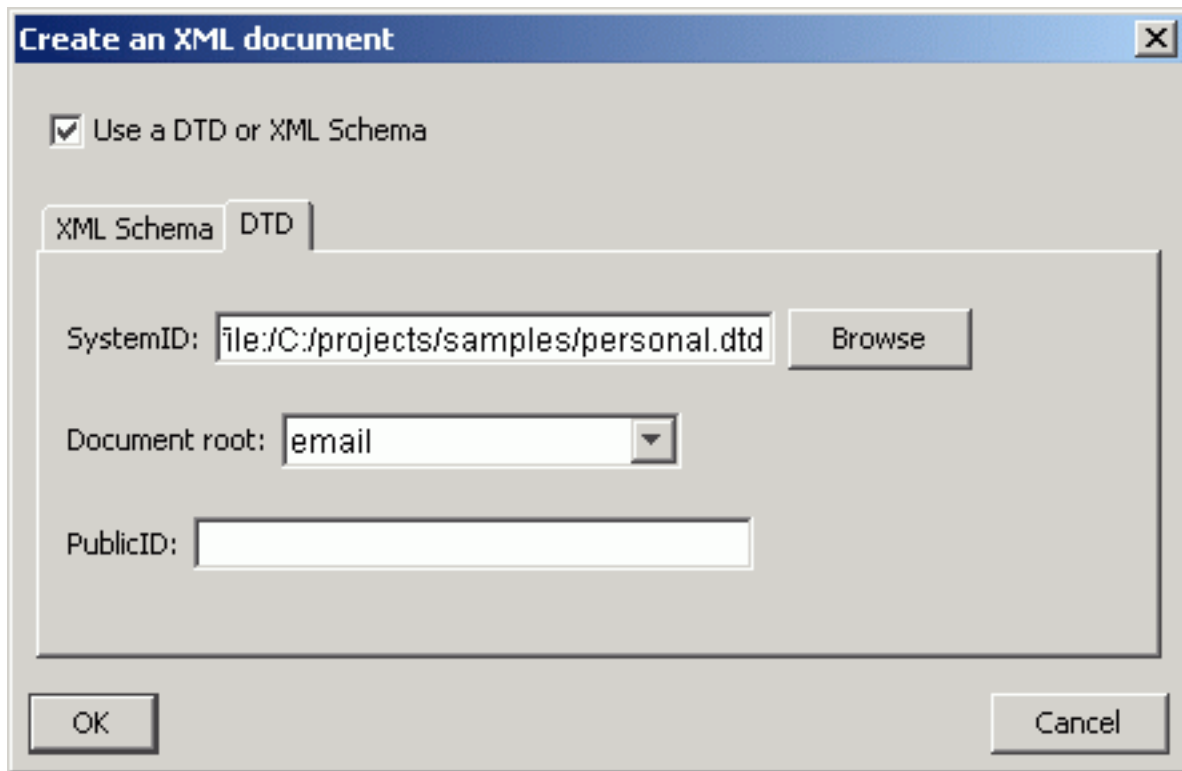 Create an XML document
Use a DTD or XML Schema
XML Schema DTD
SystemID: file:/C:/projects/samples/personal.dtd Browse
Document root: email
PublicID:
OK Cancel